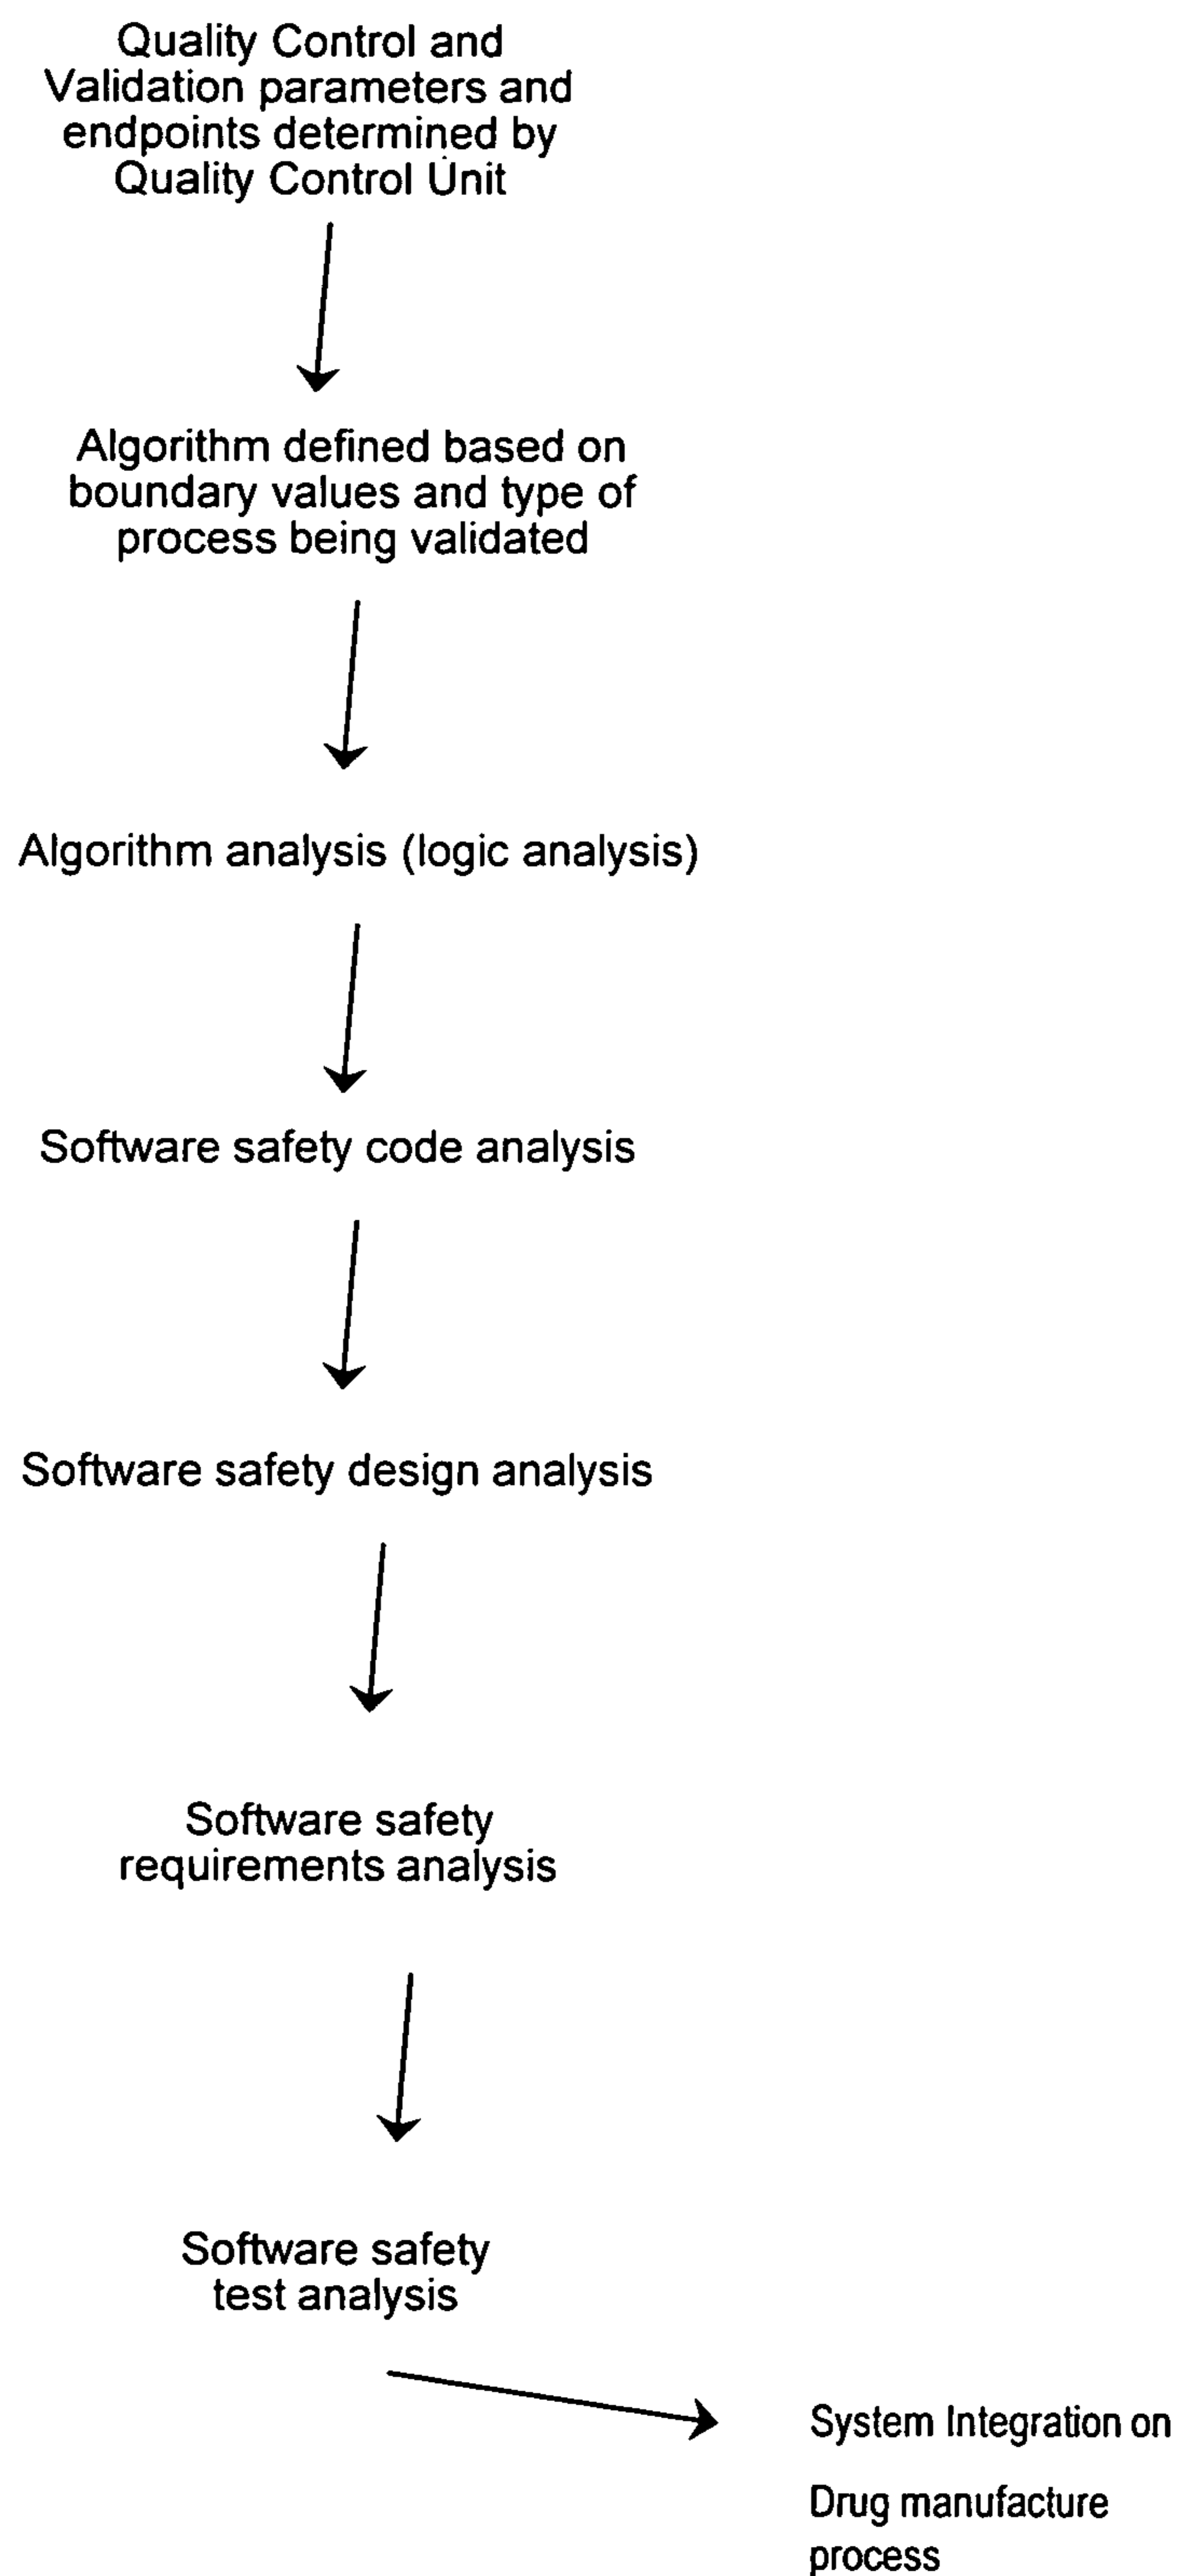 Quality Control and
Validation parameters and
endpoints determined by
Quality Control Unit
Algorithm defined based on
boundary values and type of
process being validated
Algorithm analysis (logic analysis)
Software safety code analysis
Software safety design analysis
Software safety
requirements analysis
Software safety
test analysis
System Integration on
Drug manufacture
process